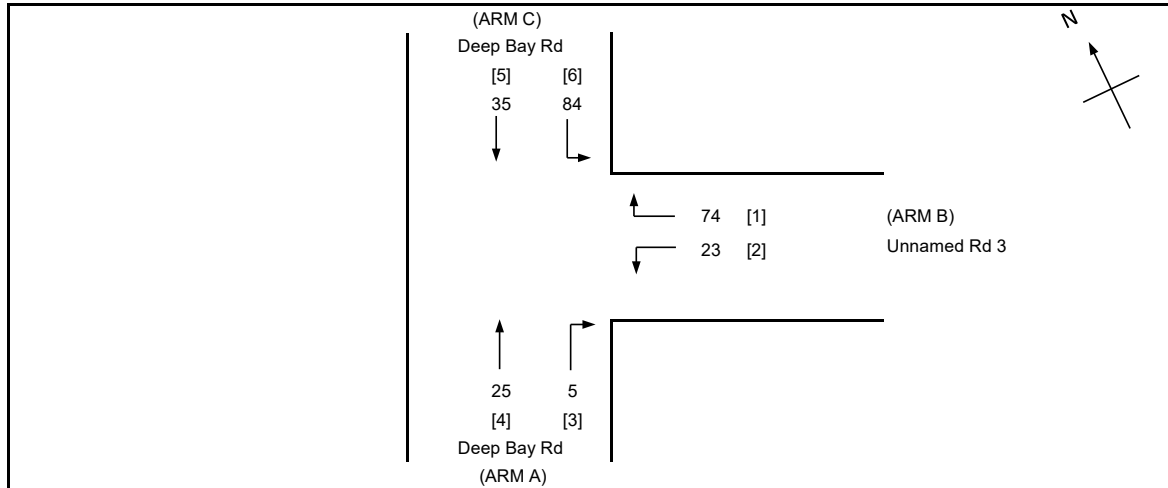 (ARM C)
N
Deep Bay Rd
[5] [6]
35 84
74 [1] (ARM B)
23 [2] Unnamed Rd 3
25 5
[4] [3]
Deep Bay Rd
(ARM A)